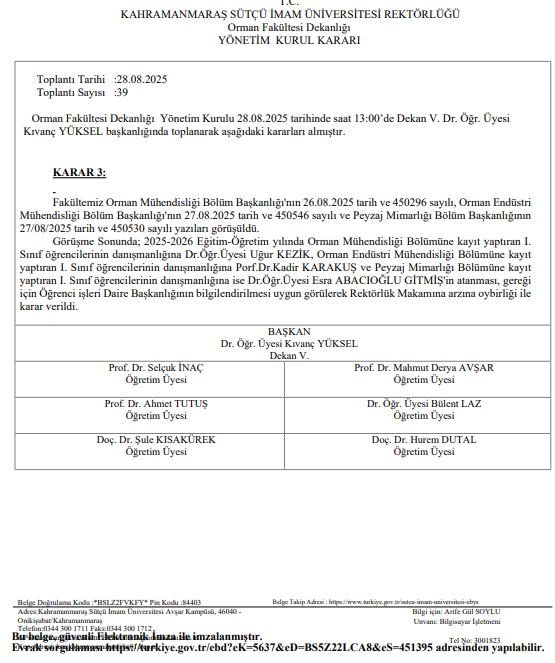 T.C.
KAHRAMANMARAŞ SÜTÇÜ İMAM ÜNİVERSİTESİ REKTÖRLÜĞÜ
Orman Fakültesi Dekanlığı
YÖNETİM KURUL KARARI
Toplantı Tarihi :28.08.2025
Toplantı Sayısı :39
Orman Fakültesi Dekanlığı Yönetim Kurulu 28.08.2025 tarihinde saat 13:00’de Dekan V. Dr. Öğr. Üyesi
Kıvanç YÜKSEL başkanlığında toplanarak aşağıdaki kararları almıştır.
KARAR 3:
-
Fakültemiz Orman Mühendisliği Bölüm Başkanlığı'nın 26.08.2025 tarih ve 450296 sayılı, Orman Endüstri
Mühendisliği Bölüm Başkanlığı'nın 27.08.2025 tarih ve 450546 sayılı ve Peyzaj Mimarlığı Bölüm Başkanlığının
27/08/2025 tarih ve 450530 sayılı yazıları görüşüldü.
Görüşme Sonunda; 2025-2026 Eğitim-Öğretim yılında Orman Mühendisliği Bölümüne kayıt yaptıran I.
Sınıf öğrencilerinin danışmanlığına Dr.Öğr.Üyesi Uğur KEZİK, Orman Endüstri Mühendisliği Bölümüne kayıt
yaptıran I. Sınıf öğrencilerinin danışmanlığına Porf.Dr.Kadir KARAKUŞ ve Peyzaj Mimarlığı Bölümüne kayıt
yaptıran I. Sınıf öğrencilerinin danışmanlığına ise Dr.Öğr.Üyesi Esra ABACIOĞLU GİTMİŞ'in atanması, gereği
için Öğrenci işleri Daire Başkanlığının bilgilendirilmesi uygun görülerek Rektörlük Makamına arzına oybirliği ile
karar verildi.
BAŞKAN
Dr. Öğr. Üyesi Kıvanç YÜKSEL
Dekan V.
Prof. Dr. Selçuk İNAÇ
Öğretim Üyesi
Prof. Dr. Mahmut Derya AVŞAR
Öğretim Üyesi
Prof. Dr. Ahmet TUTUŞ
Öğretim Üyesi
Dr. Öğr. Üyesi Bülent LAZ
Öğretim Üyesi
Doç. Dr. Şule KISAKÜREK
Öğretim Üyesi
Doç. Dr. Hurem DUTAL
Öğretim Üyesi
Belge Doğrulama Kodu :*BSLZ2FVKFY* Pin Kodu :84403
Belge Takip Adresi : https://www.turkiye.gov.tr/sutcu-imam-universitesi-ebys
Adres:Kahramanmaraş Sütçü İmam Üniversitesi Avşar Kampüsü, 46040 -
Onikişubat/Kahramanmaraş
Telefon:0344 300 1711 Faks:0344 300 1712
Bilgi için: Arife Gül SOYLU
Unvanı: Bilgisayar İşletmeni
Tel No: 3001823
Bu belge, güvenli Elektronik İmza ile imzalanmıştır.
Evrak sorgulaması https://turkiye.gov.tr/ebd?eK=5637&eD=BS5Z22LCA8&eS=451395 adresinden yapılabilir.